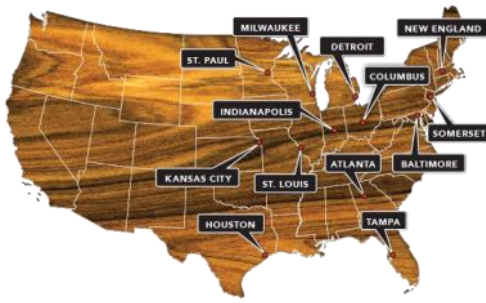 MILWAUKEE
NEW ENGLAND
DETROIT
ST. PAUL
COLUMBUS
INDIANAPOLIS
SOMERSET
ATLANTA
BALTIMORE
KANSAS CITY
ST. LOUIS
HOUSTON
TAMPA